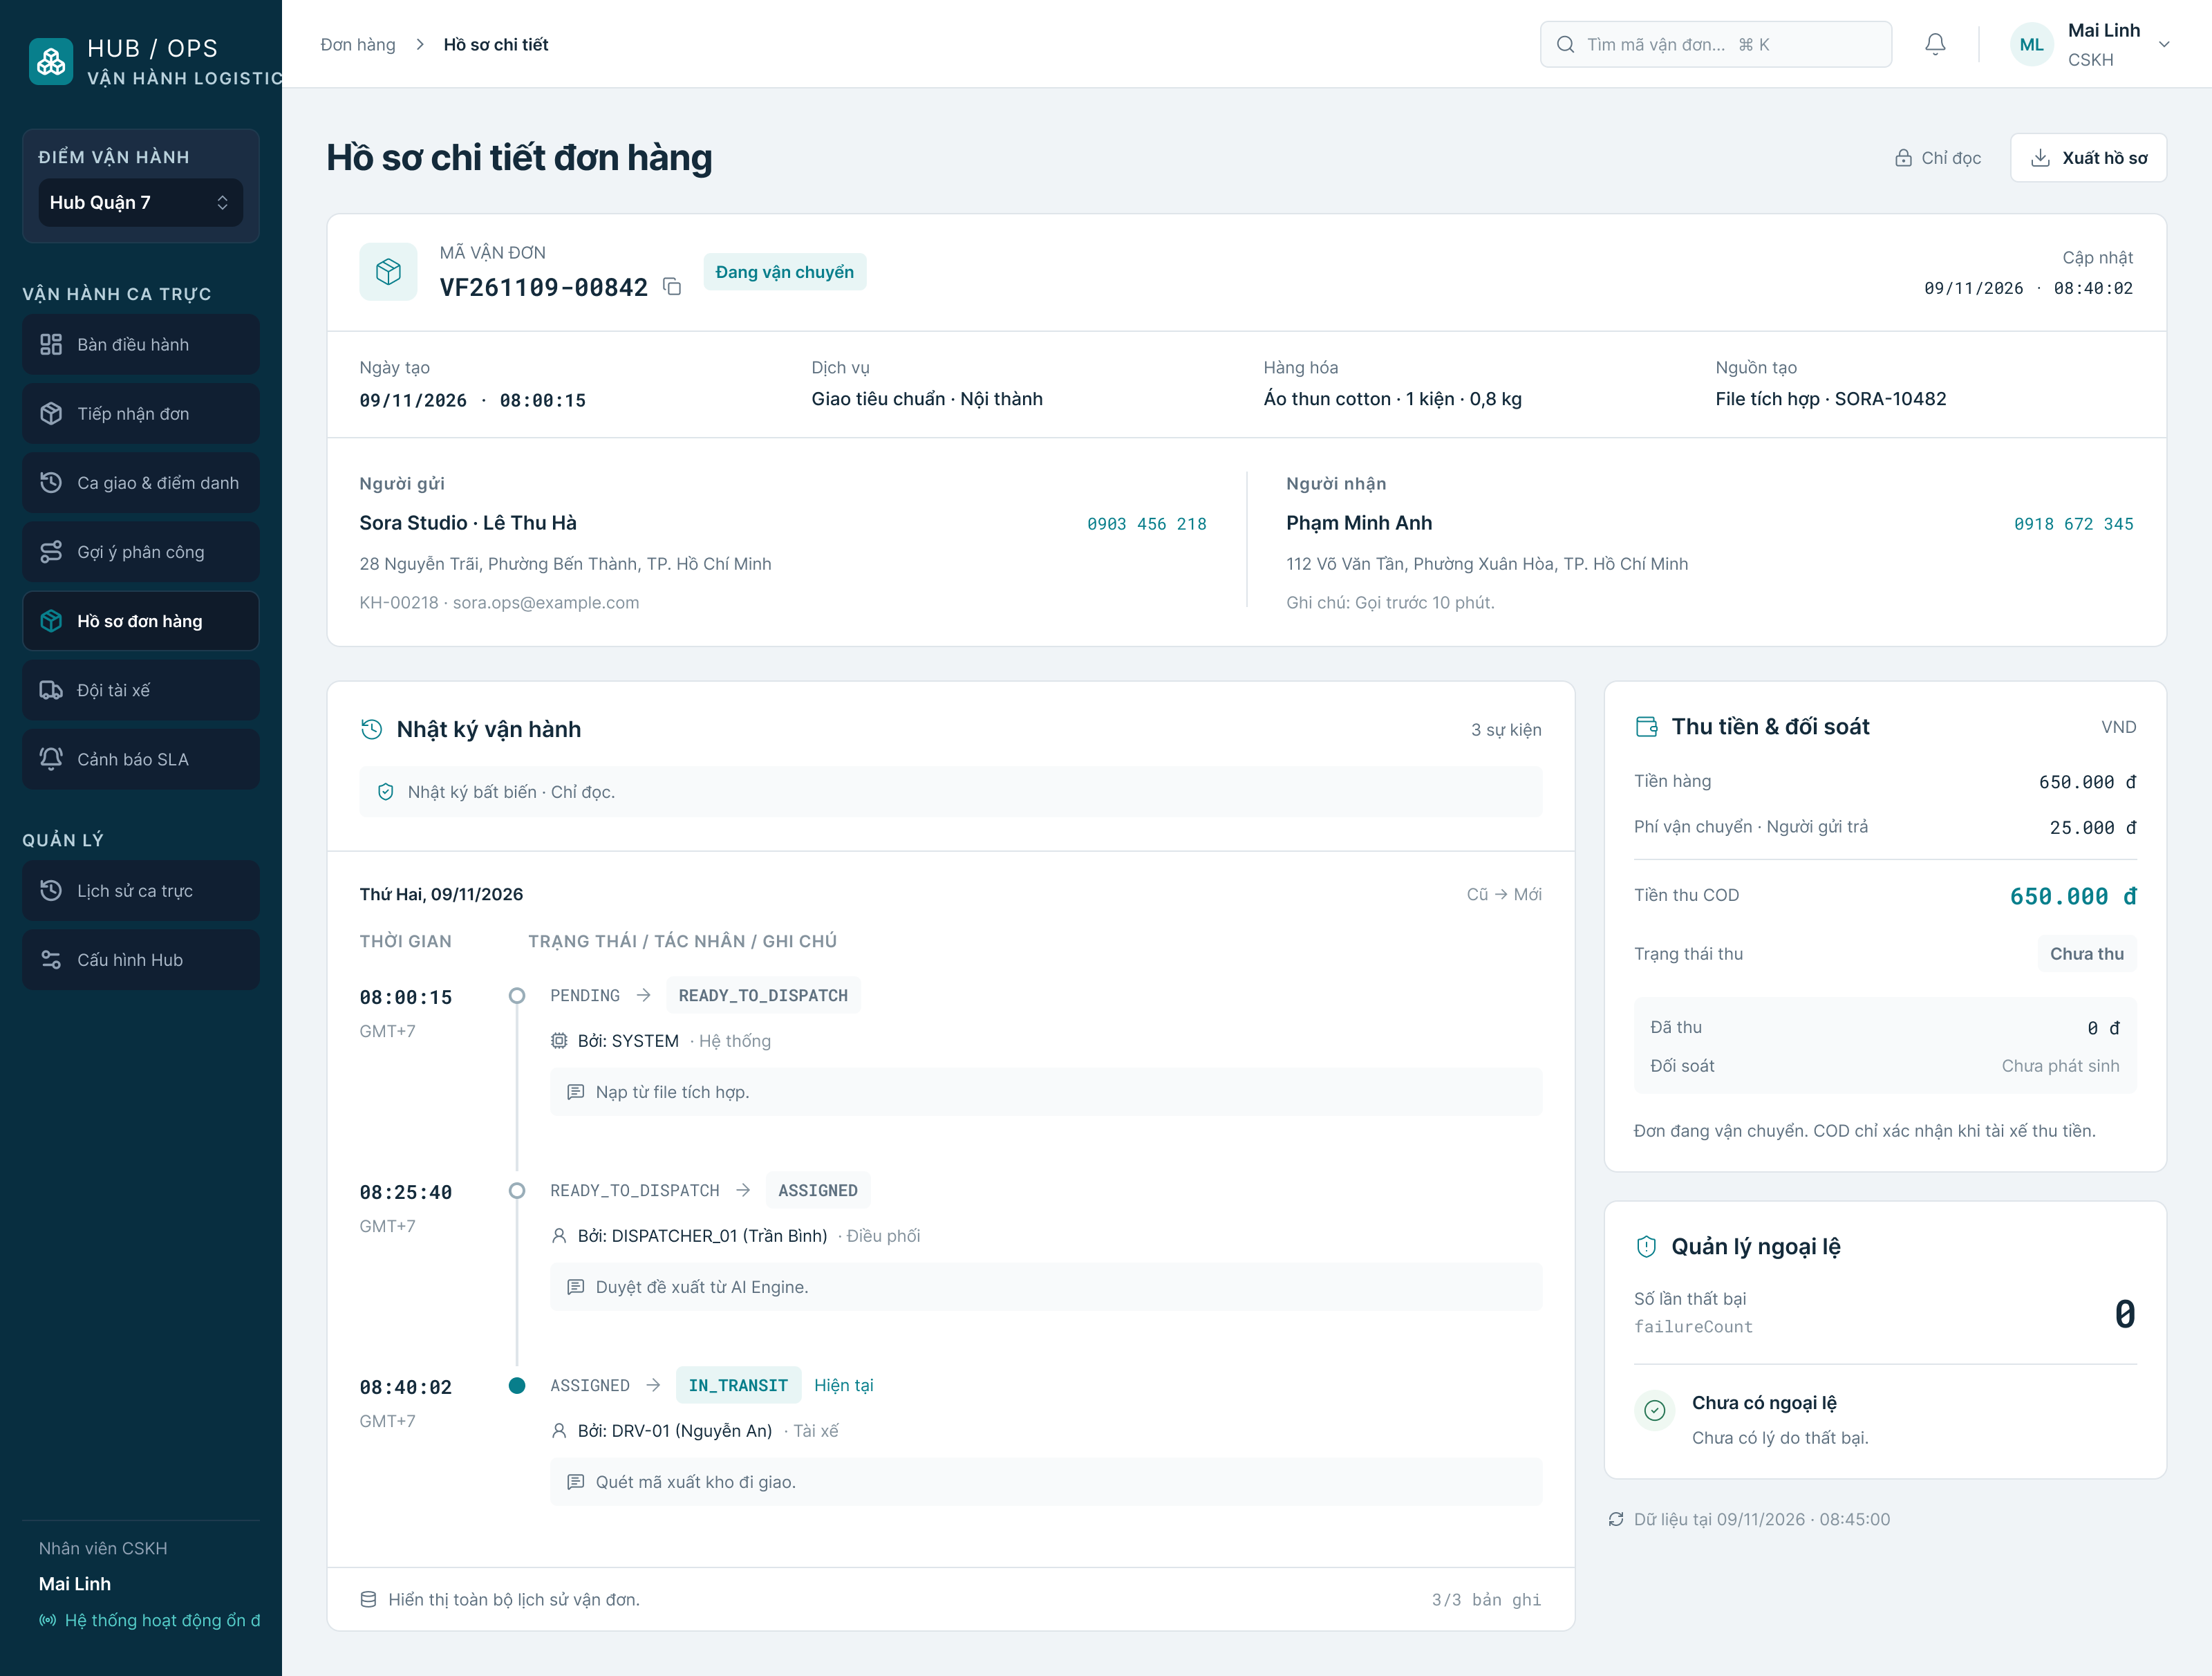 HUB / OPS
VẬN HÀNH LOGISTIC
ĐIỂM VẬN HÀNH
Hub Quận 7
VẬN HÀNH CA TRỰC
Bàn điều hành
Tiếp nhận đơn
Ca giao & điểm danh
Gợi ý phân công
Hồ sơ đơn hàng
Đội tài xế
Cảnh báo SLA
QUẢN LÝ
Lịch sử ca trực
Cấu hình Hub
Nhân viên CSKH
Mai Linh
Hệ thống hoạt động ổn đ
Đơn hàng > Hồ sơ chi tiết
Tìm mã vận đơn... ⌘ K
ML
Mai Linh
CSKH
Hồ sơ chi tiết đơn hàng
Chỉ đọc
Xuất hồ sơ
MÃ VẬN ĐƠN
VF261109-00842
Đang vận chuyển
Cập nhật
09/11/2026 · 08:40:02
Ngày tạo
09/11/2026 · 08:00:15
Dịch vụ
Giao tiêu chuẩn · Nội thành
Hàng hóa
Áo thun cotton · 1 kiện · 0,8 kg
Nguồn tạo
File tích hợp · SORA-10482
Người gửi
Sora Studio · Lê Thu Hà
0903 456 218
28 Nguyễn Trãi, Phường Bến Thành, TP. Hồ Chí Minh
KH-00218 · sora.ops@example.com
Người nhận
Phạm Minh Anh
0918 672 345
112 Võ Văn Tần, Phường Xuân Hòa, TP. Hồ Chí Minh
Ghi chú: Gọi trước 10 phút.
Nhật ký vận hành
3 sự kiện
Nhật ký bất biến · Chỉ đọc.
Thứ Hai, 09/11/2026
Cũ → Mới
THỜI GIAN
TRẠNG THÁI / TÁC NHÂN / GHI CHÚ
08:00:15
GMT+7
PENDING → READY_TO_DISPATCH
Bởi: SYSTEM · Hệ thống
Nạp từ file tích hợp.
08:25:40
GMT+7
READY_TO_DISPATCH → ASSIGNED
Bởi: DISPATCHER_01 (Trần Bình) · Điều phối
Duyệt đề xuất từ AI Engine.
08:40:02
GMT+7
ASSIGNED → IN_TRANSIT Hiện tại
Bởi: DRV-01 (Nguyễn An) · Tài xế
Quét mã xuất kho đi giao.
Hiển thị toàn bộ lịch sử vận đơn.
3/3 bản ghi
Thu tiền & đối soát
VND
Tiền hàng
650.000 đ
Phí vận chuyển · Người gửi trả
25.000 đ
Tiền thu COD
650.000 đ
Trạng thái thu
Chưa thu
Đã thu
0 đ
Đối soát
Chưa phát sinh
Đơn đang vận chuyển. COD chỉ xác nhận khi tài xế thu tiền.
Quản lý ngoại lệ
Số lần thất bại
failureCount
0
Chưa có ngoại lệ
Chưa có lý do thất bại.
Dữ liệu tại 09/11/2026 · 08:45:00